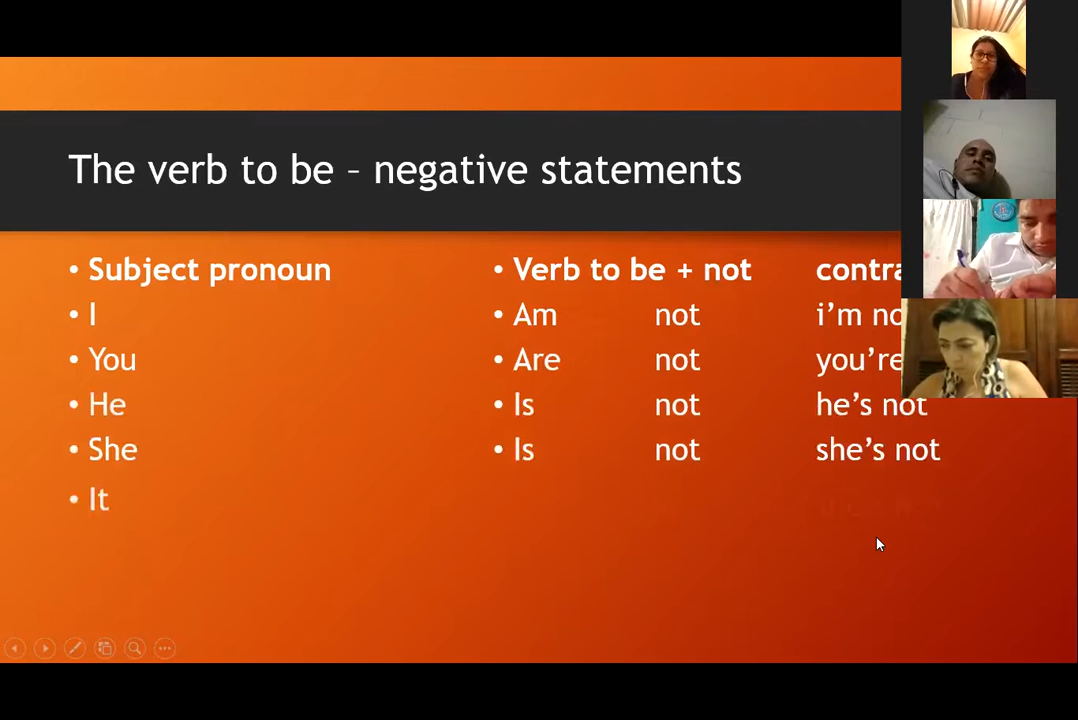 The verb to be – negative statements
• Subject pronoun • Verb to be + not contra
• I • Am not i'm no
• You • Are not you're
• He • Is not he's not
• She • Is not she's not
• It